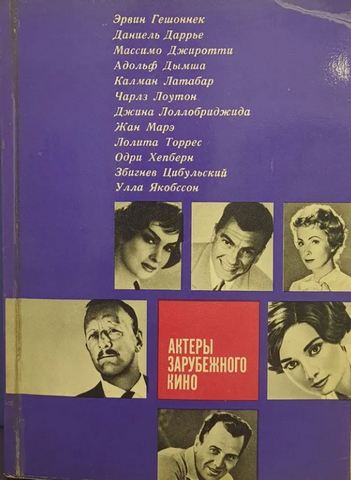 Эрвин Гешоннек
Даниель Даррье
Массимо Джиротти
Адольф Дымша
Калман Латабар
Чарлз Лоутон
Джина Лоллобриджида
Жан Марэ
Лолита Торрес
Одри Хепберн
Збигнев Цибульский
Улла Якобссон
АКТЕРЫ
ЗАРУБЕЖНОГО
КИНО